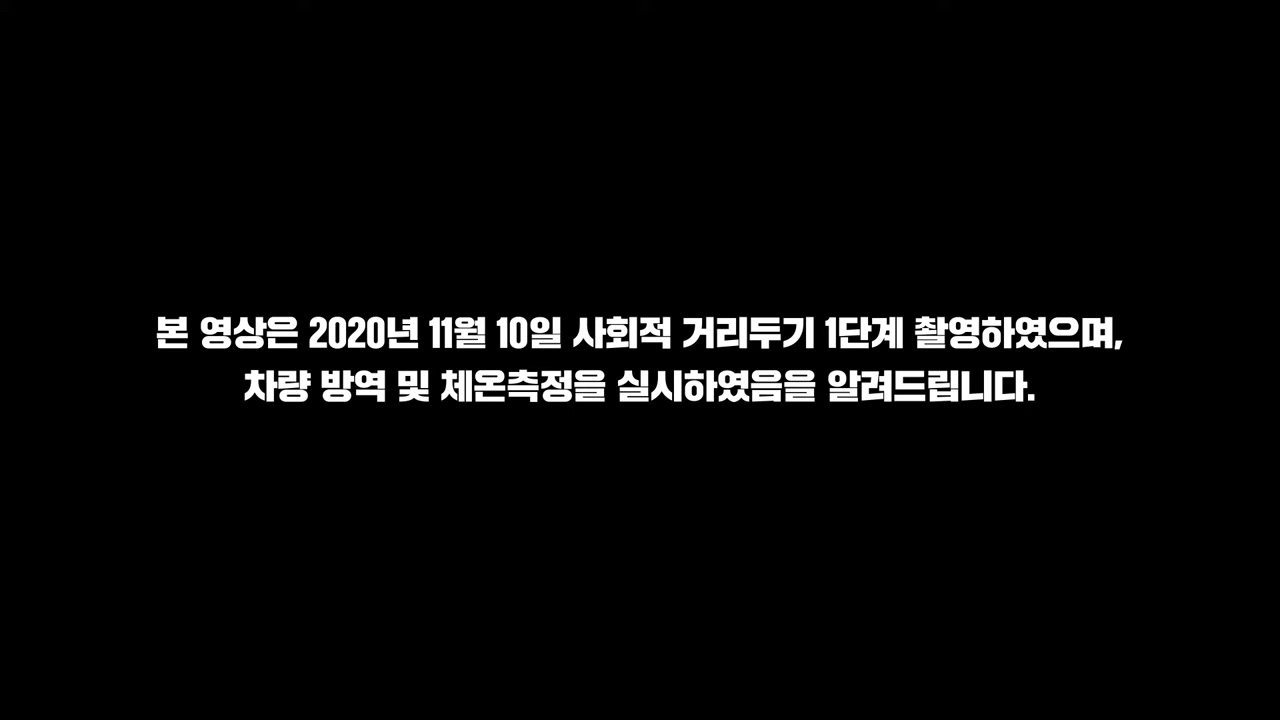 본 영상은 2020년 11월 10일 사회적 거리두기 1단계 촬영하였으며,
차량 방역 및 체온측정을 실시하였음을 알려드립니다.